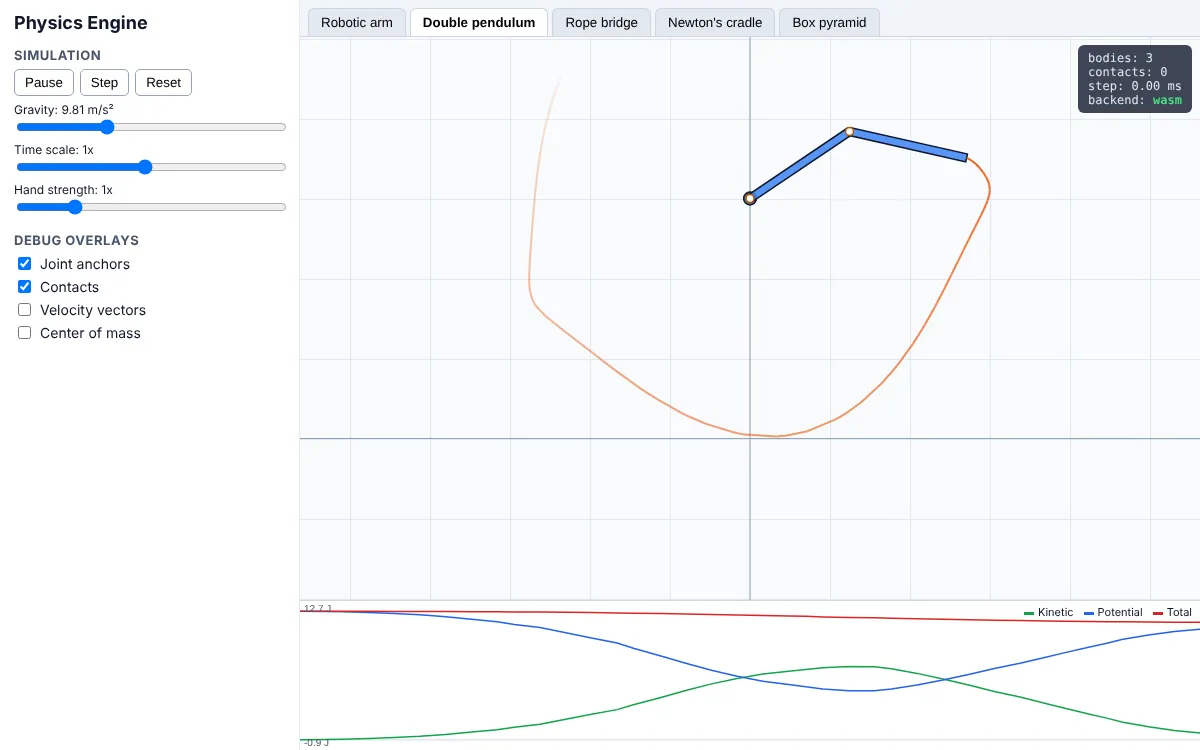 Physics Engine
SIMULATION
Pause Step Reset
Gravity: 9.81 m/s²
Time scale: 1x
Hand strength: 1x
DEBUG OVERLAYS
Joint anchors
Contacts
Velocity vectors
Center of mass
Robotic arm Double pendulum Rope bridge Newton's cradle Box pyramid
bodies: 3
contacts: 0
step: 0.00 ms
backend: wasm
12.7 J
Kinetic Potential Total
-0.9 J